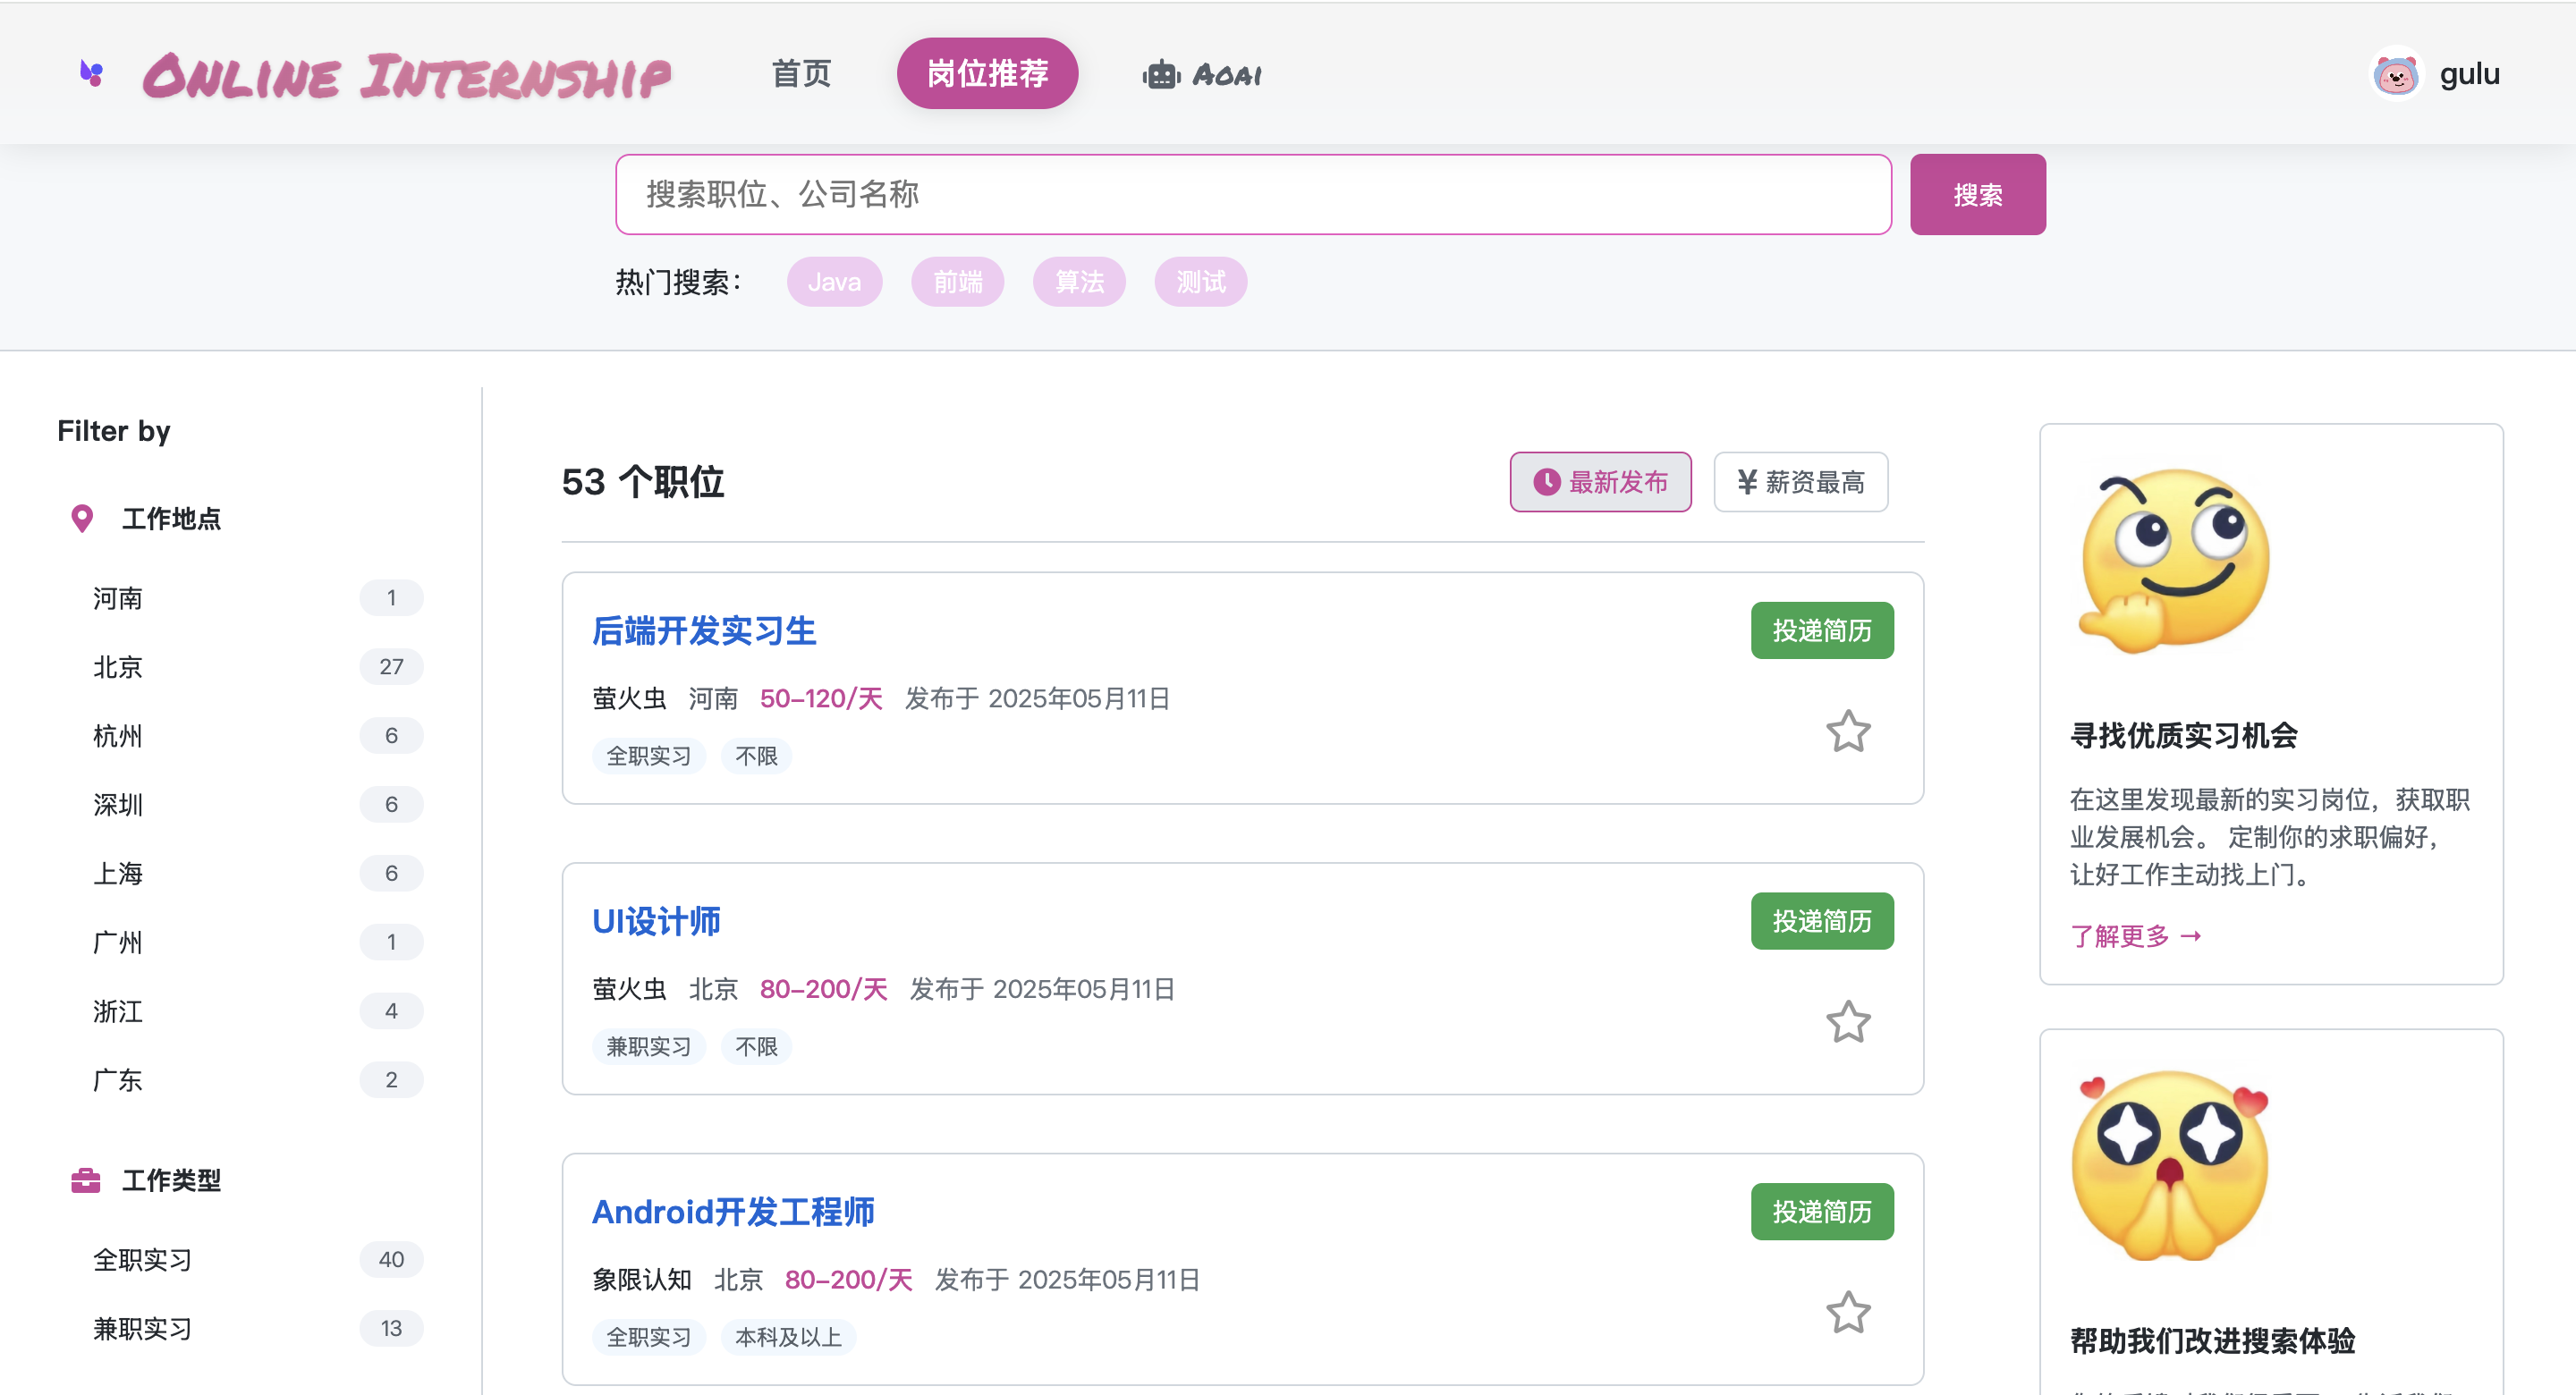 Online Internship
首页
岗位推荐
Aoai
gulu
搜索职位、公司名称
搜索
热门搜索：
Java
前端
算法
测试
Filter by
工作地点
河南 1
北京 27
杭州 6
深圳 6
上海 6
广州 1
浙江 4
广东 2
工作类型
全职实习 40
兼职实习 13
53 个职位
最新发布
¥ 薪资最高
后端开发实习生
投递简历
萤火虫 河南 50-120/天 发布于 2025年05月11日
全职实习 不限
UI设计师
投递简历
萤火虫 北京 80-200/天 发布于 2025年05月11日
兼职实习 不限
Android开发工程师
投递简历
象限认知 北京 80-200/天 发布于 2025年05月11日
全职实习 本科及以上
寻找优质实习机会
在这里发现最新的实习岗位，获取职
业发展机会。 定制你的求职偏好，
让好工作主动找上门。
了解更多 →
帮助我们改进搜索体验